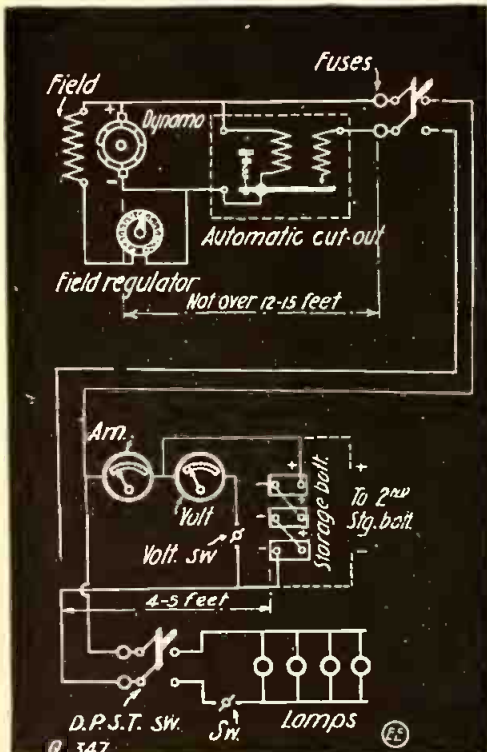 Fuses
Field
+
Dynamo
-
Automatic cut-out
Field regulator
Not over 12-15 feet
Am.
Volt
Volt. sw
+
-
-
-
+
Storage batt.
+
To 2nd
Stg. batt.
-
4-5 feet
D.P.S.T. SW.
Sw.
Lamps
Q 347